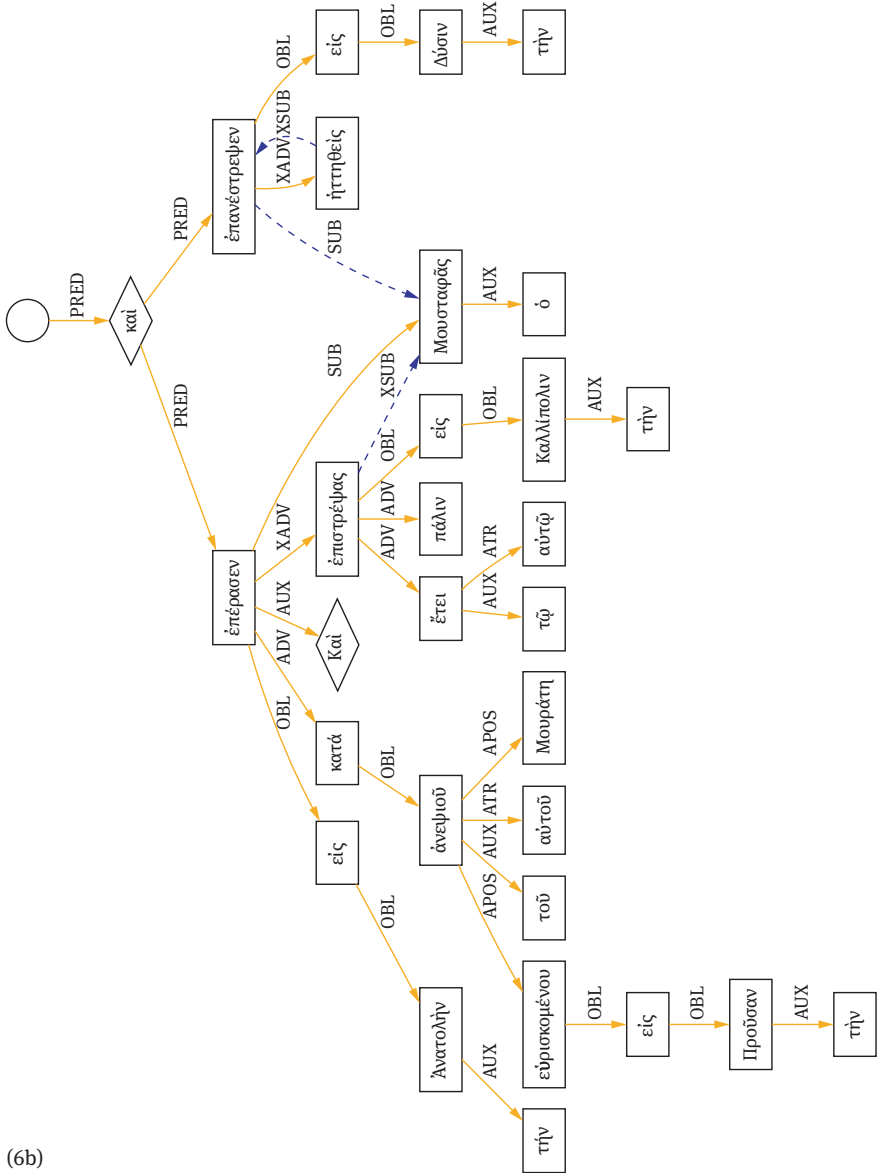 PRED
καὶ
PRED
PRED
ἐπέρασεν
ἐπανέστρεψεν
OBL
ADV
AUX
XADV
SUB
SUB
XADV
XSUB
OBL
εἰς
κατά
Καὶ
ἐπιστρέψας
ἡττηθεὶς
εἰς
OBL
OBL
ADV
ADV
OBL
XSUB
OBL
Ἀνατολὴν
ἀνεψιοῦ
ἔτει
πάλιν
εἰς
Μουσταφᾶς
Δύσιν
AUX
APOS
AUX
ATR
APOS
AUX
ATR
OBL
AUX
AUX
τήν
εὑρισκομένου
τοῦ
αὐτοῦ
Μουράτη
τῷ
αὐτῷ
Καλλίπολιν
ὁ
τὴν
OBL
AUX
εἰς
τὴν
OBL
Προῦσαν
AUX
τὴν
(6b)